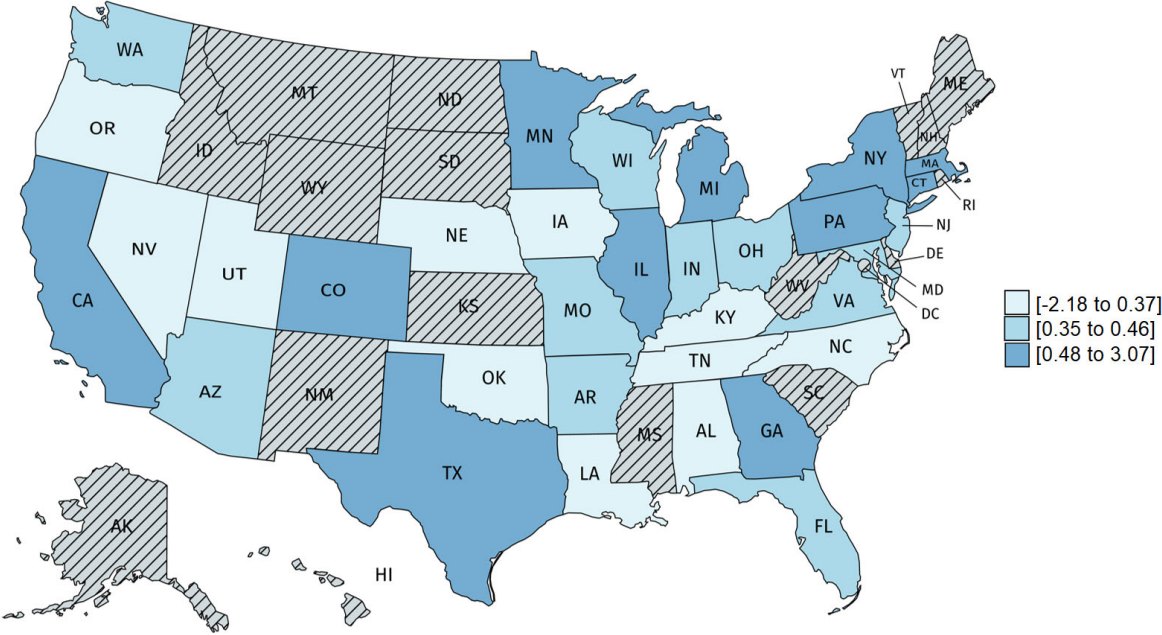 WA
VT
ME
MT
ND
OR
MN
NH
ID
SD
WI
NY
MA
CT
WY
MI
RI
IA
PA
NJ
NE
NV
OH
DE
UT
IL
IN
CO
WV
MD
CA
VA
DC
KS
MO
KY
[-2.18 to 0.37]
[0.35 to 0.46]
[0.48 to 3.07]
NC
TN
OK
AZ
NM
AR
SC
MS
AL
GA
TX
LA
AK
FL
HI